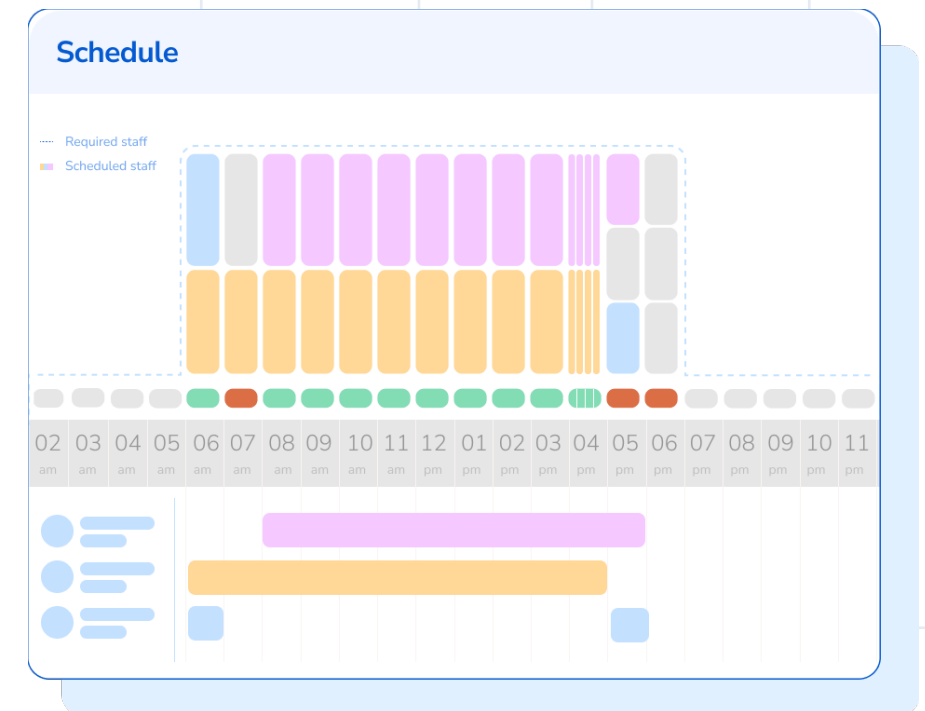 Schedule
Required staff
Scheduled staff
02 03 04 05 06 07 08 09 10 11 12 01 02 03 04 05 06 07 08 09 10 11
am am am am am am am am am am pm pm pm pm pm pm pm pm pm pm pm pm